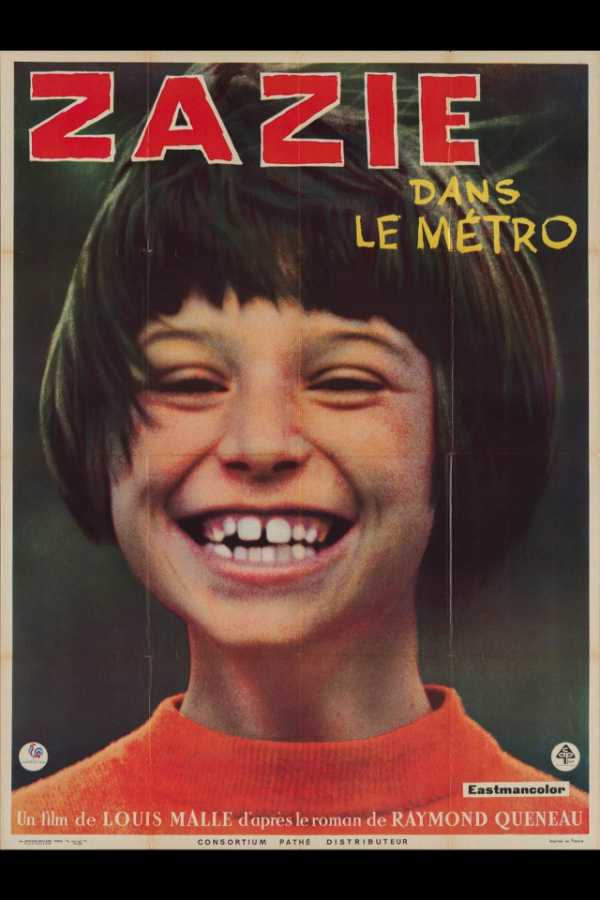 ZAZIE
DANS
LE MÉTRO
Eastmancolor
Un film de LOUIS MALLE d'après le roman de RAYMOND QUENEAU
CONSORTIUM PATHÉ DISTRIBUTEUR